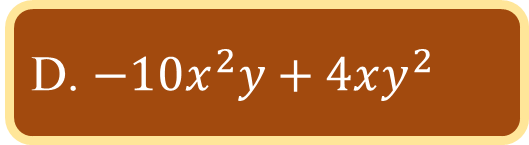 D. −10x²y + 4xy²